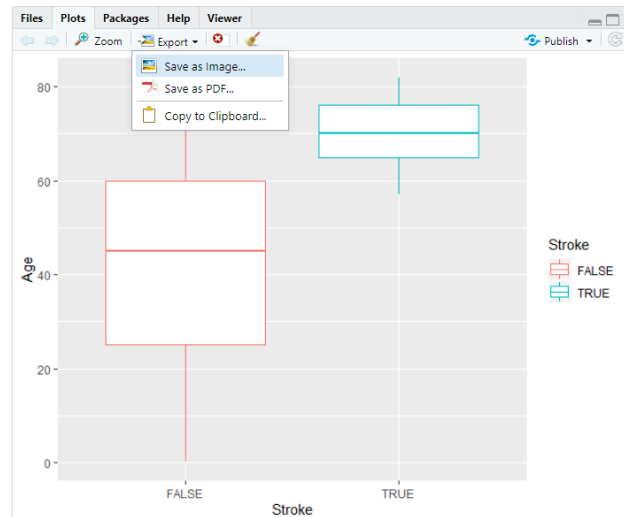 Files Plots Packages Help Viewer
Zoom Export Publish
Save as Image...
Save as PDF...
Copy to Clipboard...
80
60
40
20
0
Age
FALSE TRUE
Stroke
Stroke
FALSE
TRUE